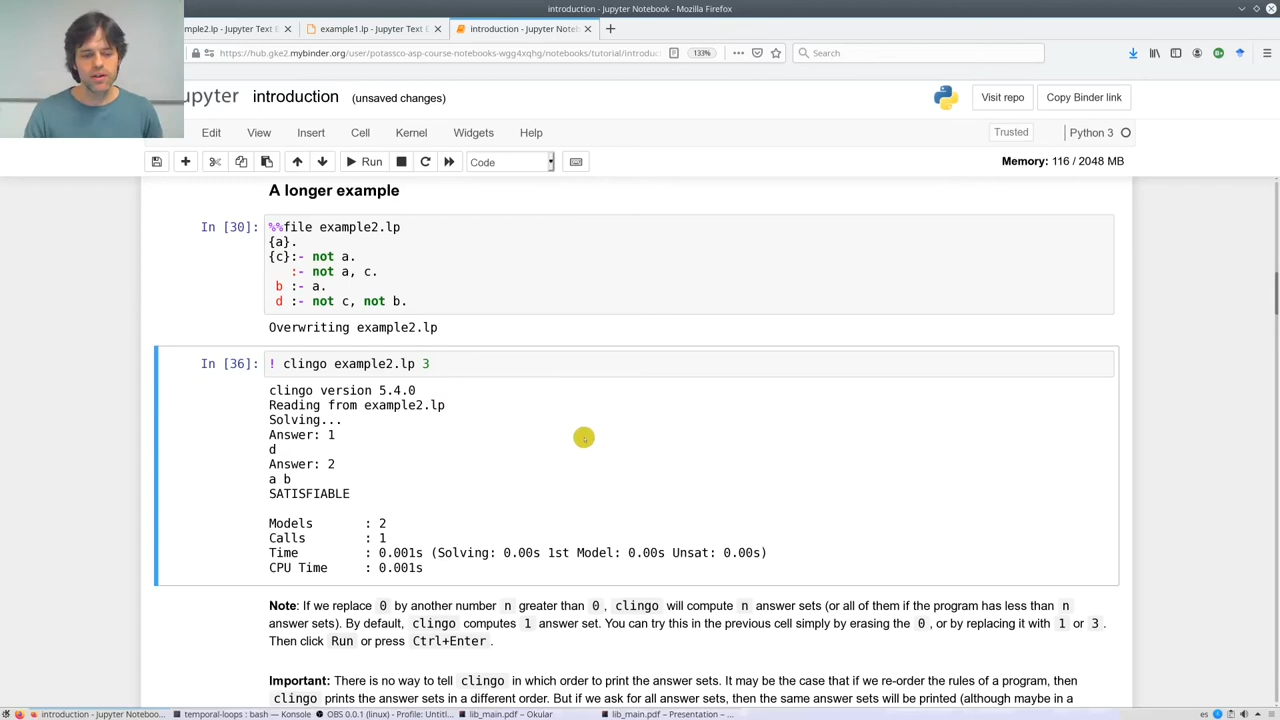 introduction - Jupyter Notebook - Mozilla Firefox
mple2.lp - Jupyter Text E
example1.lp - Jupyter Text E
introduction - Jupyter Note
https://hub.gke2.mybinder.org/user/potassco-asp-course-notebooks-wgg4xqhg/notebooks/tutorial/introduc
133%
Search
upyter introduction (unsaved changes)
Visit repo
Copy Binder link
Edit View Insert Cell Kernel Widgets Help
Trusted
Python 3
Run
Code
Memory: 116 / 2048 MB
A longer example
In [30]: %%file example2.lp
{a}.
{c}:- not a.
:- not a, c.
b :- a.
d :- not c, not b.
Overwriting example2.lp
In [36]: ! clingo example2.lp 3
clingo version 5.4.0
Reading from example2.lp
Solving...
Answer: 1
d
Answer: 2
a b
SATISFIABLE
Models : 2
Calls : 1
Time : 0.001s (Solving: 0.00s 1st Model: 0.00s Unsat: 0.00s)
CPU Time : 0.001s
Note: If we replace 0 by another number n greater than 0, clingo will compute n answer sets (or all of them if the program has less than n
answer sets). By default, clingo computes 1 answer set. You can try this in the previous cell simply by erasing the 0, or by replacing it with 1 or 3.
Then click Run or press Ctrl+Enter.
Important: There is no way to tell clingo in which order to print the answer sets. It may be the case that if we re-order the rules of a program, then
clingo prints the answer sets in a different order. But if we ask for all answer sets, then the same answer sets will be printed (although maybe in a
introduction - Jupyter Noteboo...
temporal-loops : bash — Konsole
OBS 0.0.1 (linux) - Profile: Untitl...
lib_main.pdf – Okular
lib_main.pdf – Presentation – ...
es